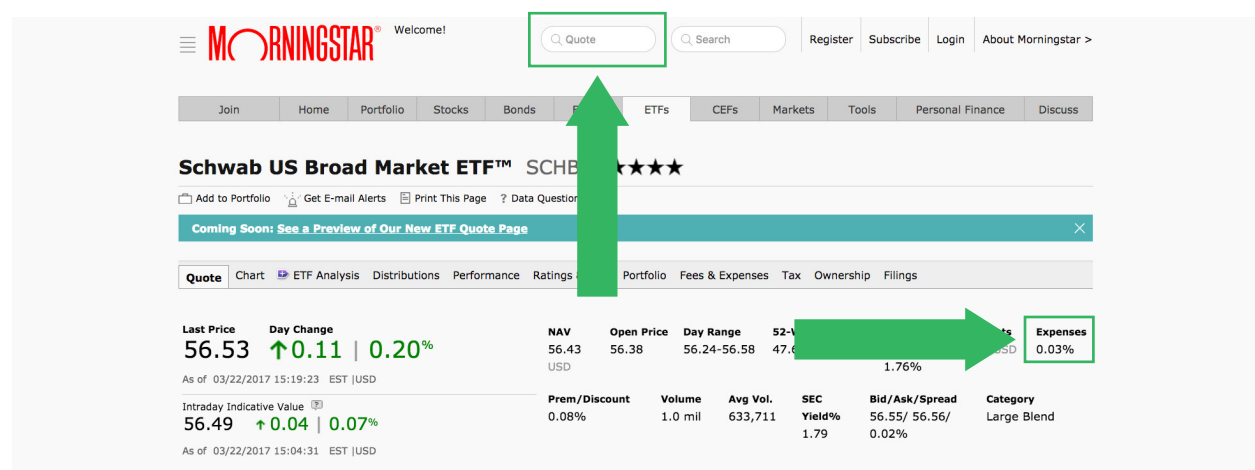 MORNINGSTAR® Welcome!
Quote
Search
Register Subscribe Login About Morningstar >
Join Home Portfolio Stocks Bonds ETFs CEFs Markets Tools Personal Finance Discuss
Schwab US Broad Market ETF™ SCHB ★★★★
Add to Portfolio Get E-mail Alerts Print This Page ? Data Question
Coming Soon: See a Preview of Our New ETF Quote Page
Quote Chart ETF Analysis Distributions Performance Ratings Portfolio Fees & Expenses Tax Ownership Filings
Last Price Day Change
56.53 0.11 | 0.20%
As of 03/22/2017 15:19:23 EST |USD
Intraday Indicative Value ?
56.49 0.04 | 0.07%
As of 03/22/2017 15:04:31 EST |USD
NAV Open Price Day Range Expenses
56.43 56.38 56.24-56.58 USD 0.03%
USD 1.76%
Prem/Discount Volume Avg Vol. SEC Bid/Ask/Spread Category
0.08% 1.0 mil 633,711 Yield% 56.55/ 56.56/ Large Blend
1.79 0.02%